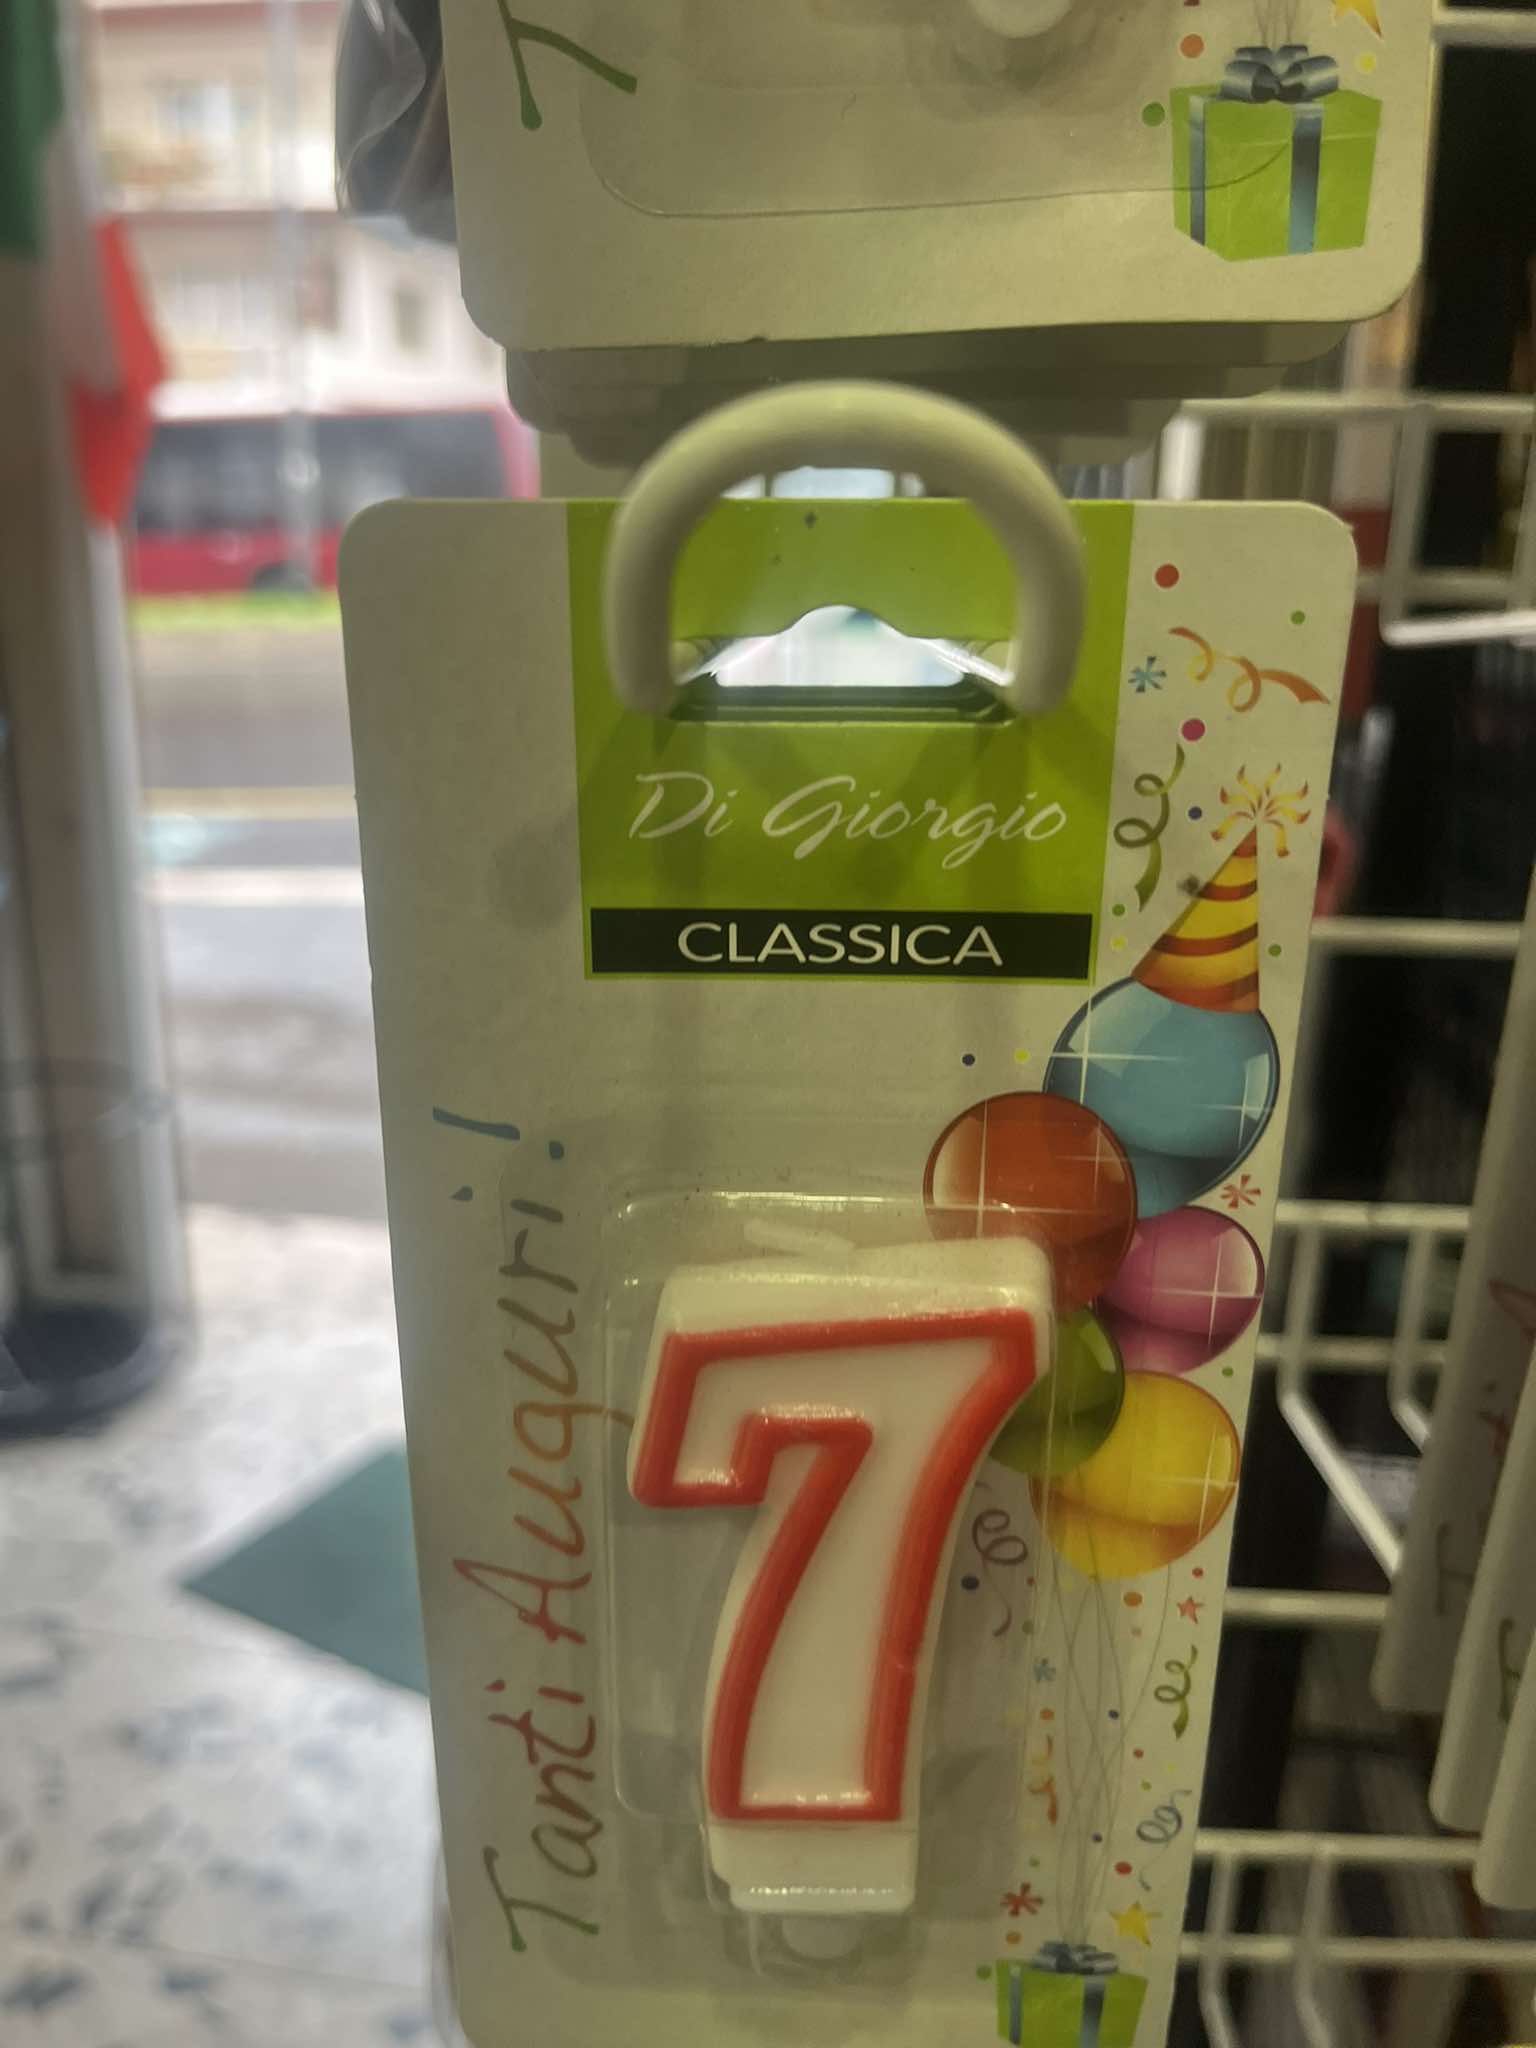 Di Giorgio
CLASSICA
Tanti Auguri!
7